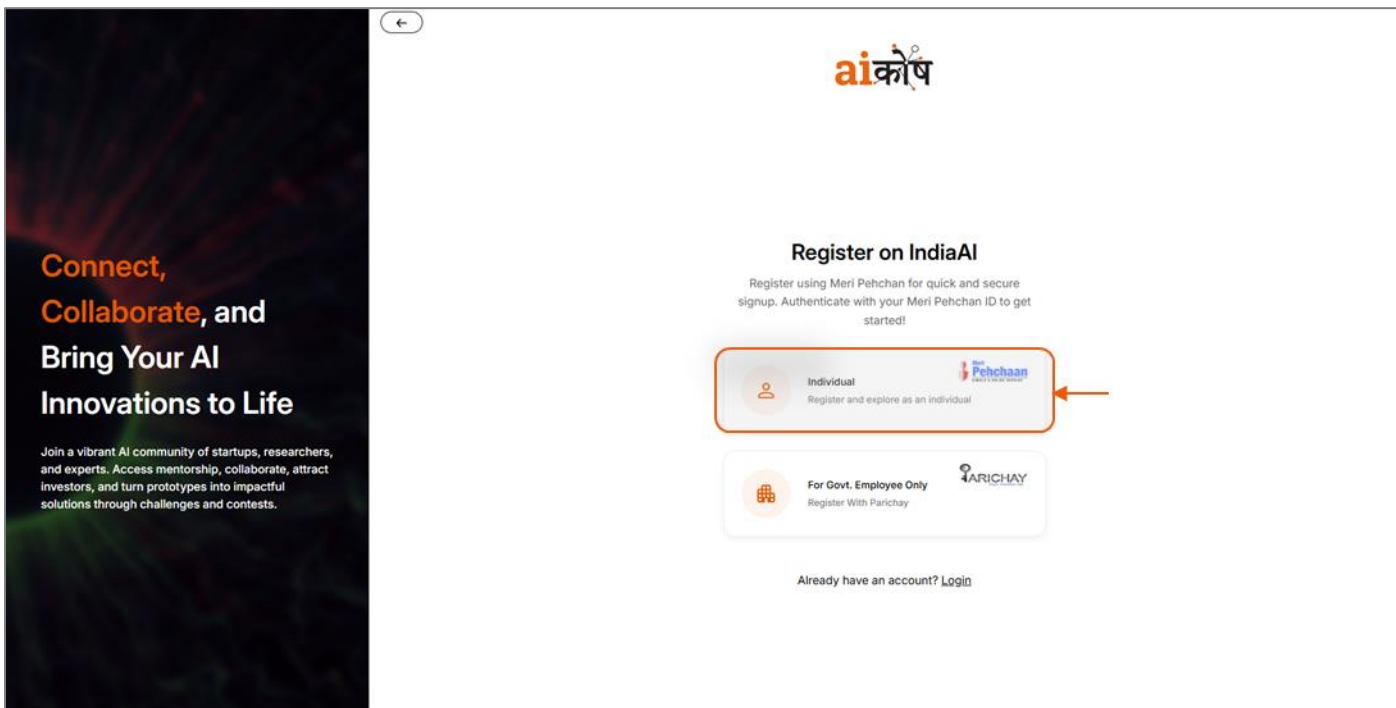 Connect,
Collaborate, and
Bring Your AI
Innovations to Life
Join a vibrant AI community of startups, researchers,
and experts. Access mentorship, collaborate, attract
investors, and turn prototypes into impactful
solutions through challenges and contests.
aiकोष
Register on IndiaAI
Register using Meri Pehchan for quick and secure
signup. Authenticate with your Meri Pehchan ID to get
started!
Meri
Pehchaan
Individual
Register and explore as an individual
PARICHAY
For Govt. Employee Only
Register With Parichay
Already have an account? Login